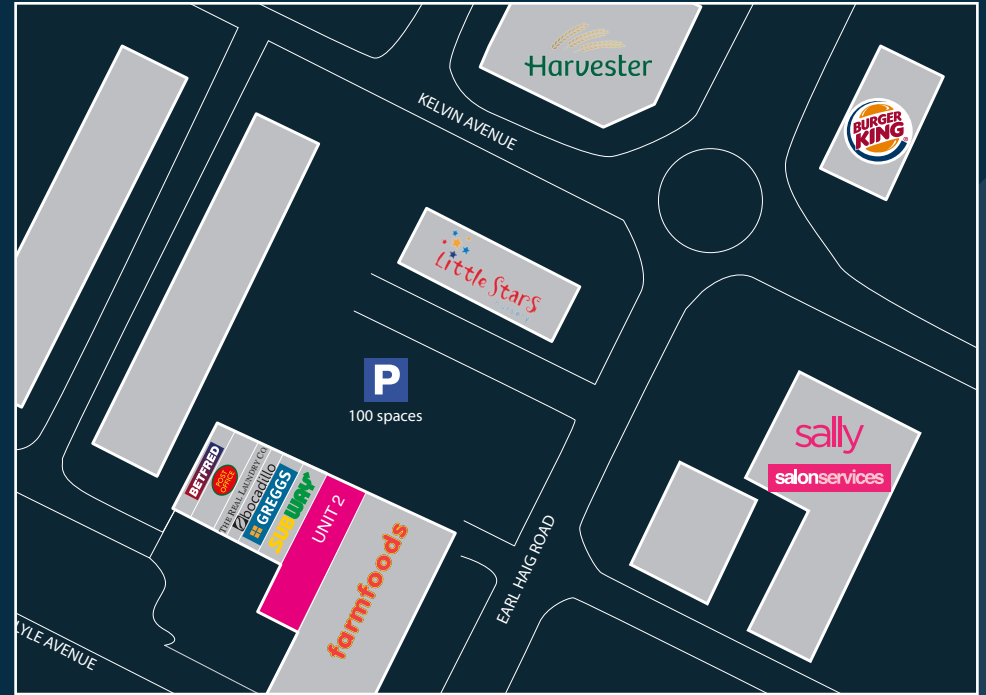 Harvester
KELVIN AVENUE
BURGER
KING
Little Stars
P
100 spaces
sally
salonservices
BETFRED
POST
OFFICE
THE REAL LAUNDRY CO
bocadillo
GREGGS
SUBWAY
UNIT 2
farmfoods
EARL HAIG ROAD
LYLE AVENUE